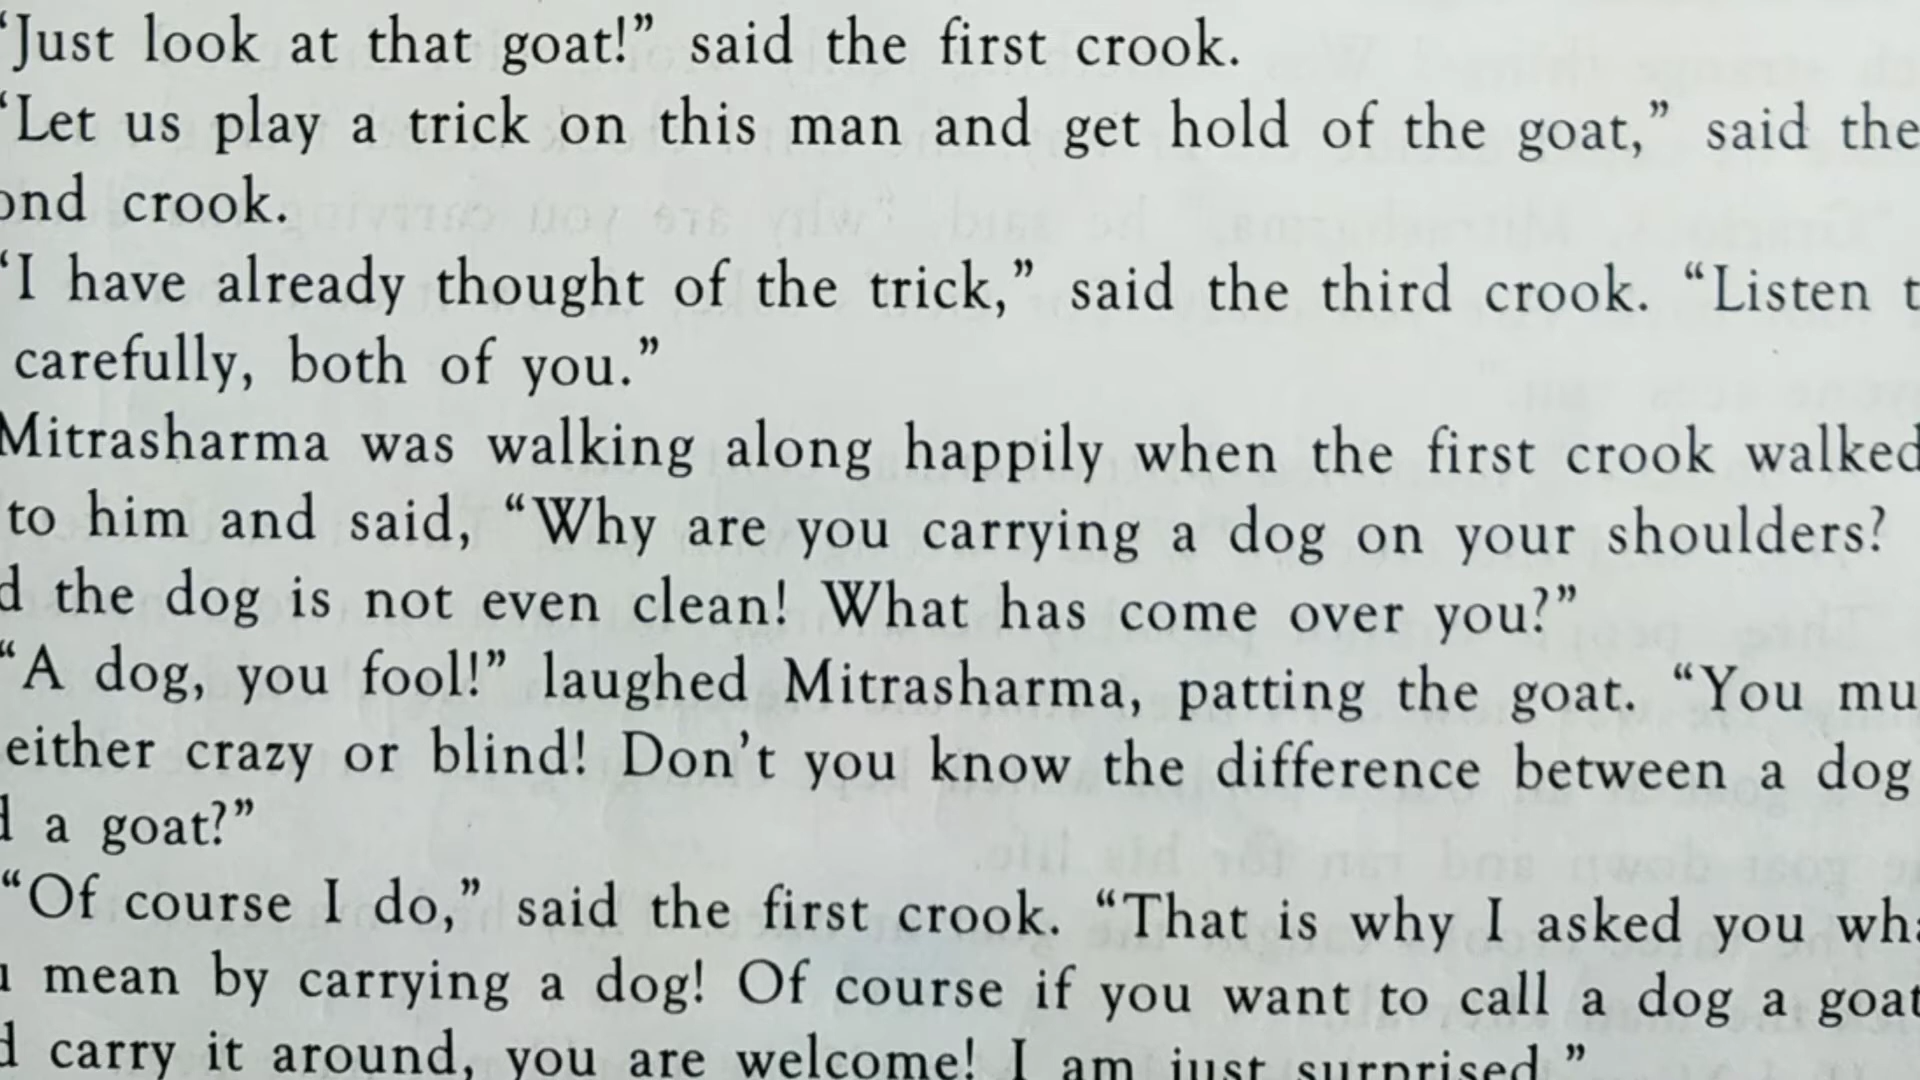 “Just look at that goat!” said the first crook.
“Let us play a trick on this man and get hold of the goat,” said the
ond crook.
“I have already thought of the trick,” said the third crook. “Listen t
carefully, both of you.”
Mitrasharma was walking along happily when the first crook walked
to him and said, “Why are you carrying a dog on your shoulders?
d the dog is not even clean! What has come over you?”
“A dog, you fool!” laughed Mitrasharma, patting the goat. “You mu
either crazy or blind! Don’t you know the difference between a dog
d a goat?”
“Of course I do,” said the first crook. “That is why I asked you wha
u mean by carrying a dog! Of course if you want to call a dog a goat
d carry it around, you are welcome! I am just surprised.”